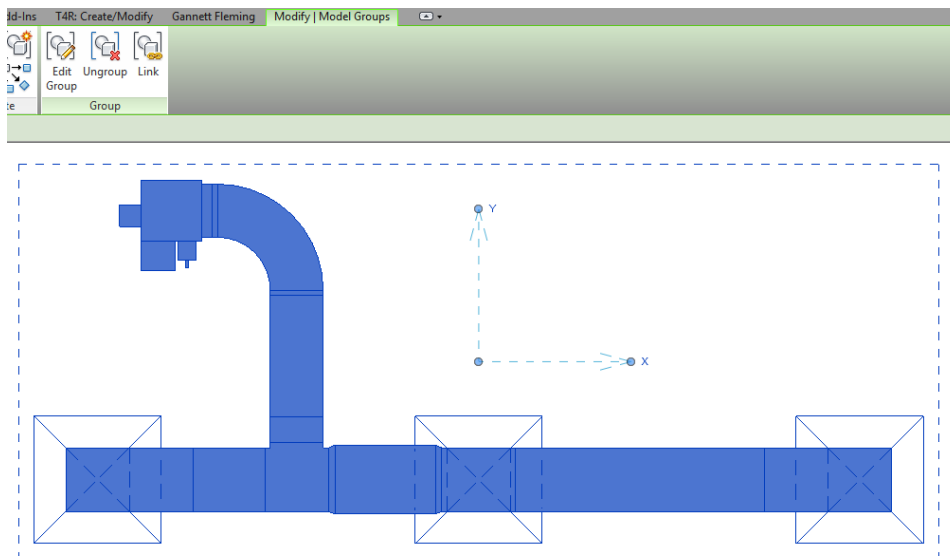 dd-Ins T4R: Create/Modify Gannett Fleming Modify | Model Groups
Edit Group Ungroup Link
te Group
Y
X